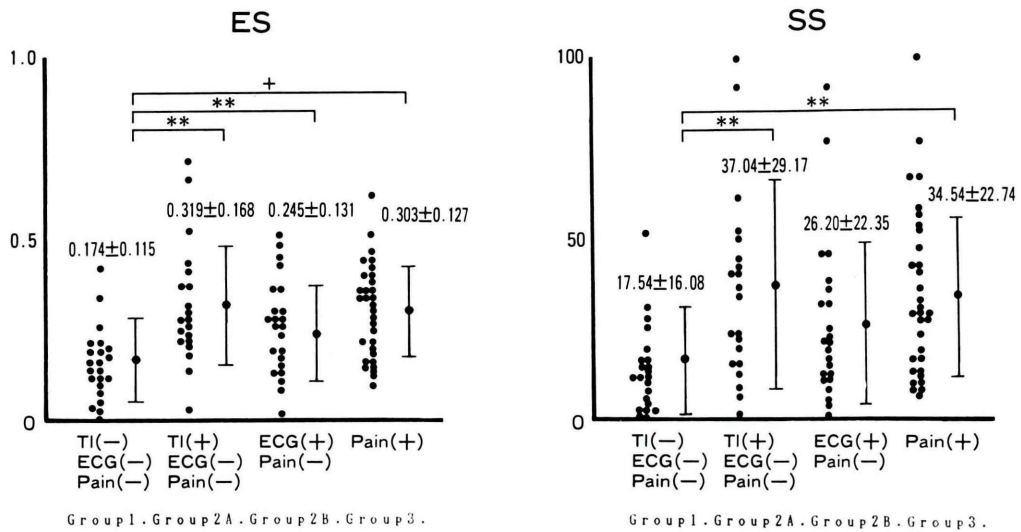 ES
1.0
0.5
0
+
**
**
0.174±0.115
0.319±0.168
0.245±0.131
0.303±0.127
TI(—) TI(+) ECG(+) Pain(+)
ECG(—) ECG(—) Pain(—)
Pain(—) Pain(—)
Group1. Group2A. Group2B. Group3.
SS
100
50
0
**
**
17.54±16.08
37.04±29.17
26.20±22.35
34.54±22.74
TI(—) TI(+) ECG(+) Pain(+)
ECG(—) ECG(—) Pain(—)
Pain(—) Pain(—)
Group1. Group2A. Group2B. Group3.